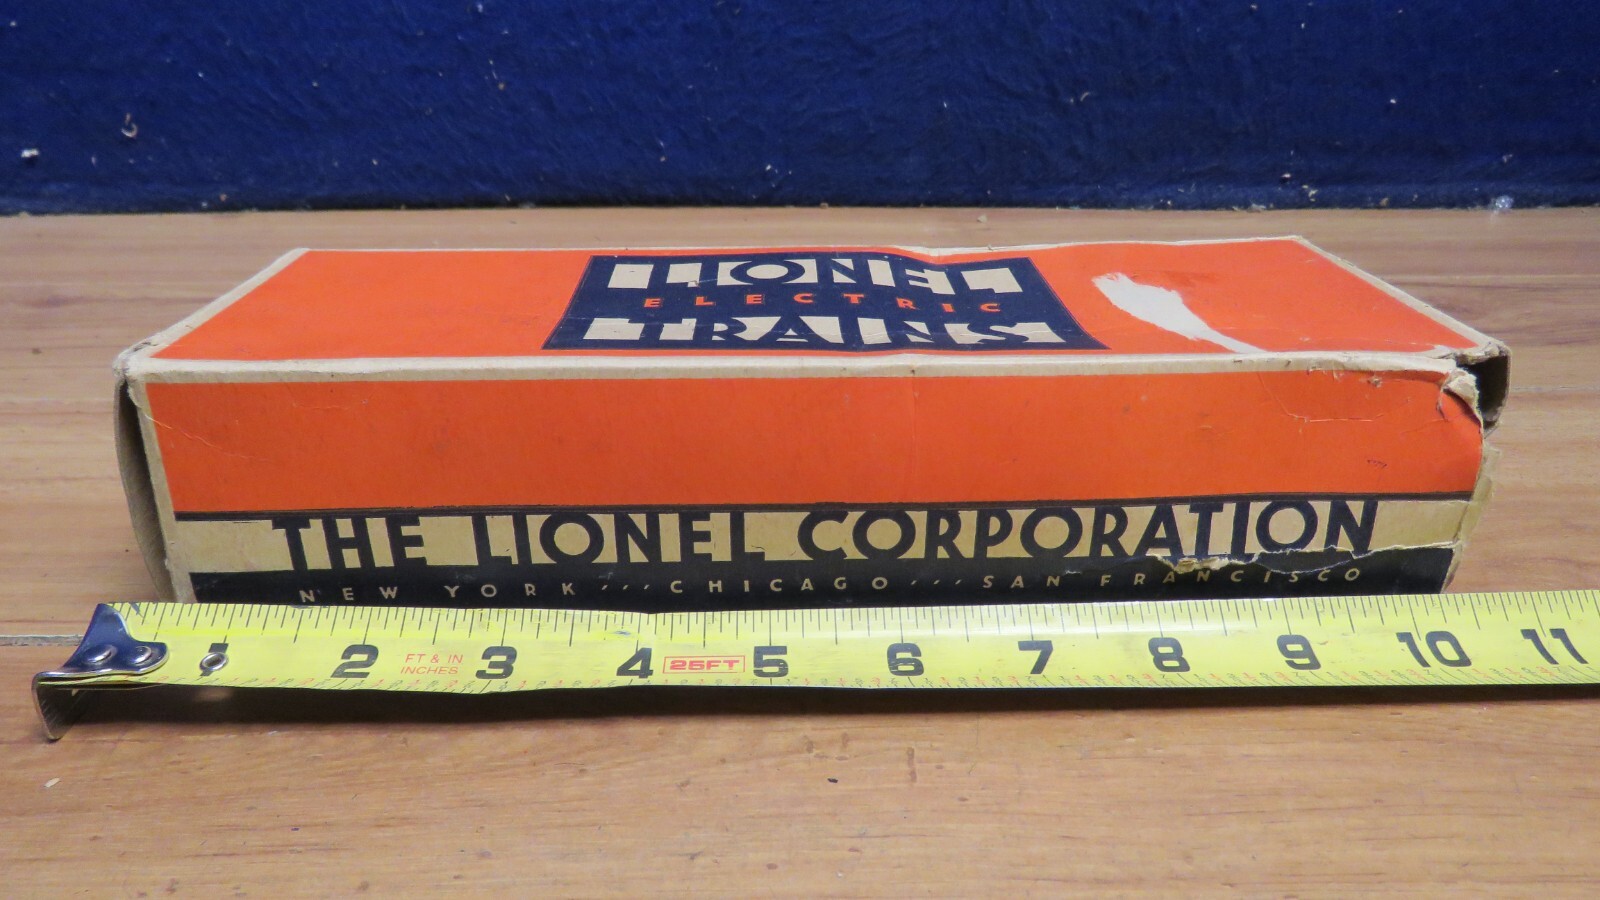 LIONEL
ELECTRIC
TRAINS
THE LIONEL CORPORATION
NEW YORK ''' CHICAGO ''' SAN FRANCISCO
1 2 FT & IN INCHES 3 4 25FT 5 6 7 8 9 10 11